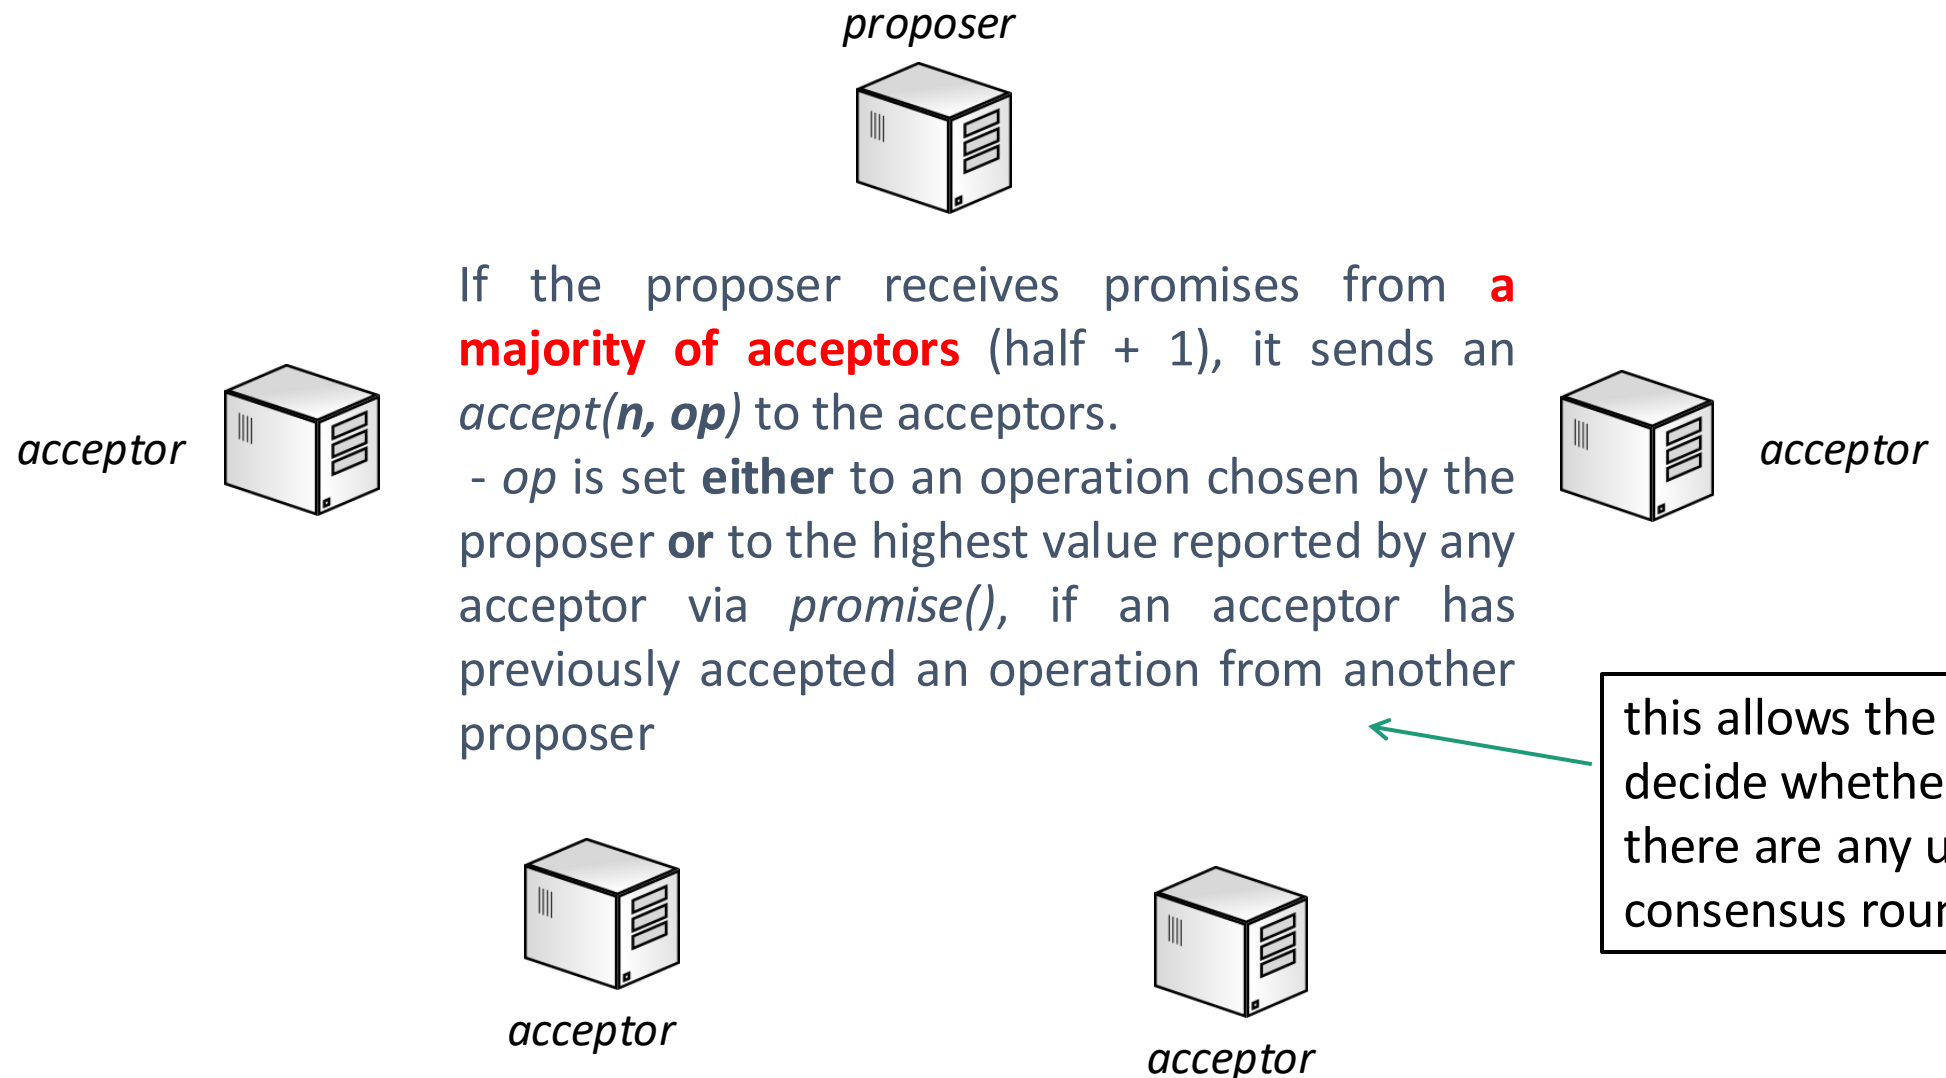 proposer
If the proposer receives promises from a
majority of acceptors (half + 1), it sends an
accept(n, op) to the acceptors.
- op is set either to an operation chosen by the
proposer or to the highest value reported by any
acceptor via promise(), if an acceptor has
previously accepted an operation from another
proposer
acceptor
acceptor
this allows the
decide
there are any
consensus
acceptor
acceptor